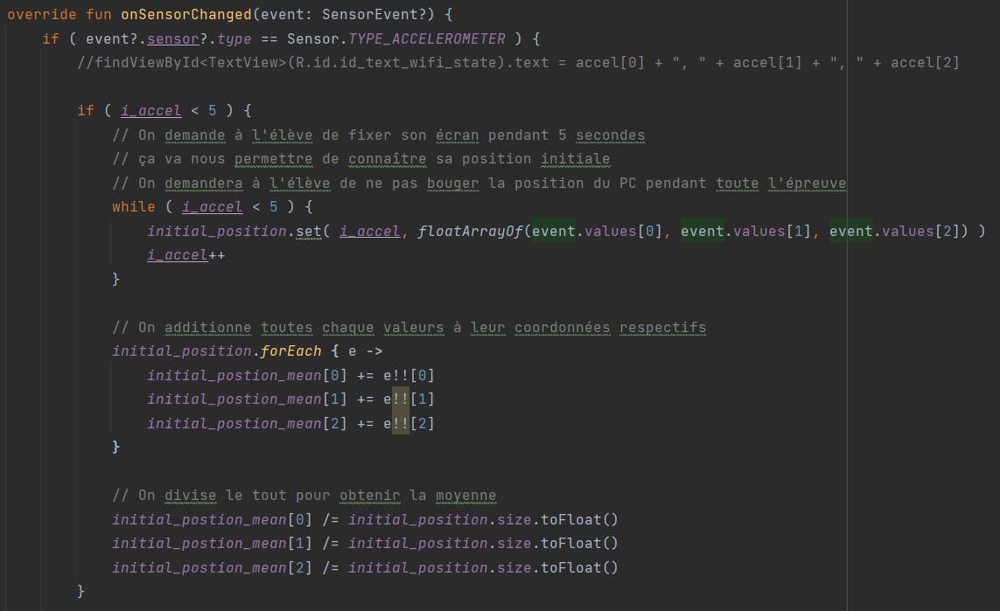 override fun onSensorChanged(event: SensorEvent?) {
if ( event?.sensor?.type == Sensor.TYPE_ACCELEROMETER ) {
//findViewById<TextView>(R.id.id_text_wifi_state).text = accel[0] + ", " + accel[1] + ", " + accel[2]
if ( i_accel < 5 ) {
// On demande à l'élève de fixer son écran pendant 5 secondes
// ça va nous permettre de connaître sa position initiale
// On demandera à l'élève de ne pas bouger la position du PC pendant toute l'épreuve
while ( i_accel < 5 ) {
initial_position.set( i_accel, floatArrayOf(event.values[0], event.values[1], event.values[2]) )
i_accel++
}
// On additionne toutes chaque valeurs à leur coordonnées respectifs
initial_position.forEach { e ->
initial_postion_mean[0] += e!![0]
initial_postion_mean[1] += e!![1]
initial_postion_mean[2] += e!![2]
}
// On divise le tout pour obtenir la moyenne
initial_postion_mean[0] /= initial_position.size.toFloat()
initial_postion_mean[1] /= initial_position.size.toFloat()
initial_postion_mean[2] /= initial_position.size.toFloat()
}